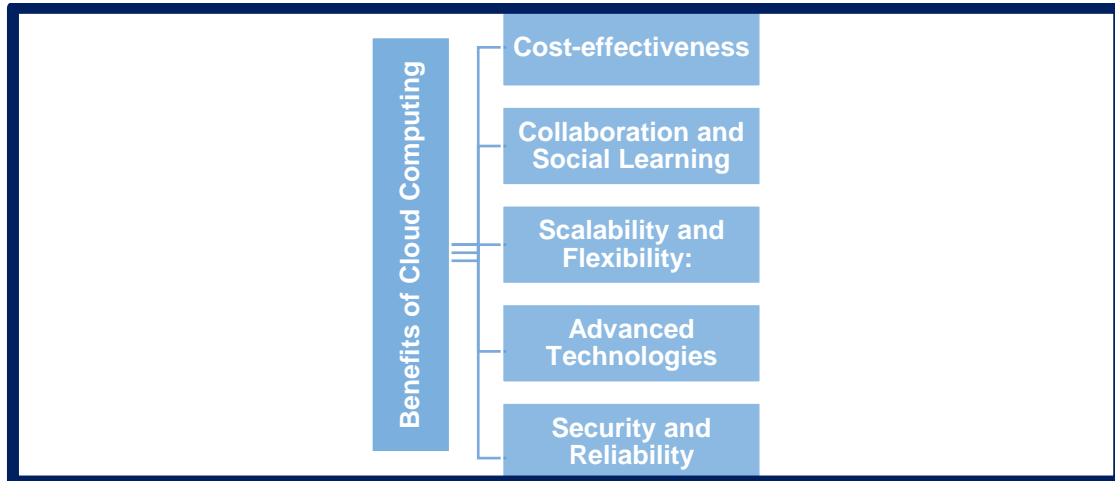 Benefits of Cloud Computing
Cost-effectiveness
Collaboration and
Social Learning
Scalability and
Flexibility:
Advanced
Technologies
Security and
Reliability